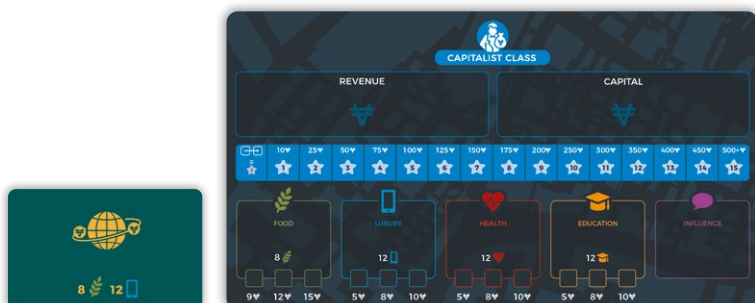 CAPITALIST CLASS
REVENUE CAPITAL
10 25 50 75 100 125 150 175 200 250 300 350 400 450 500+
1 1 2 3 4 5 6 7 8 9 10 11 12 13 14 15
FOOD LUXURY HEALTH EDUCATION INFLUENCE
8 12 12 12
8 12
9 12 15 5 8 10 5 8 10 5 8 10